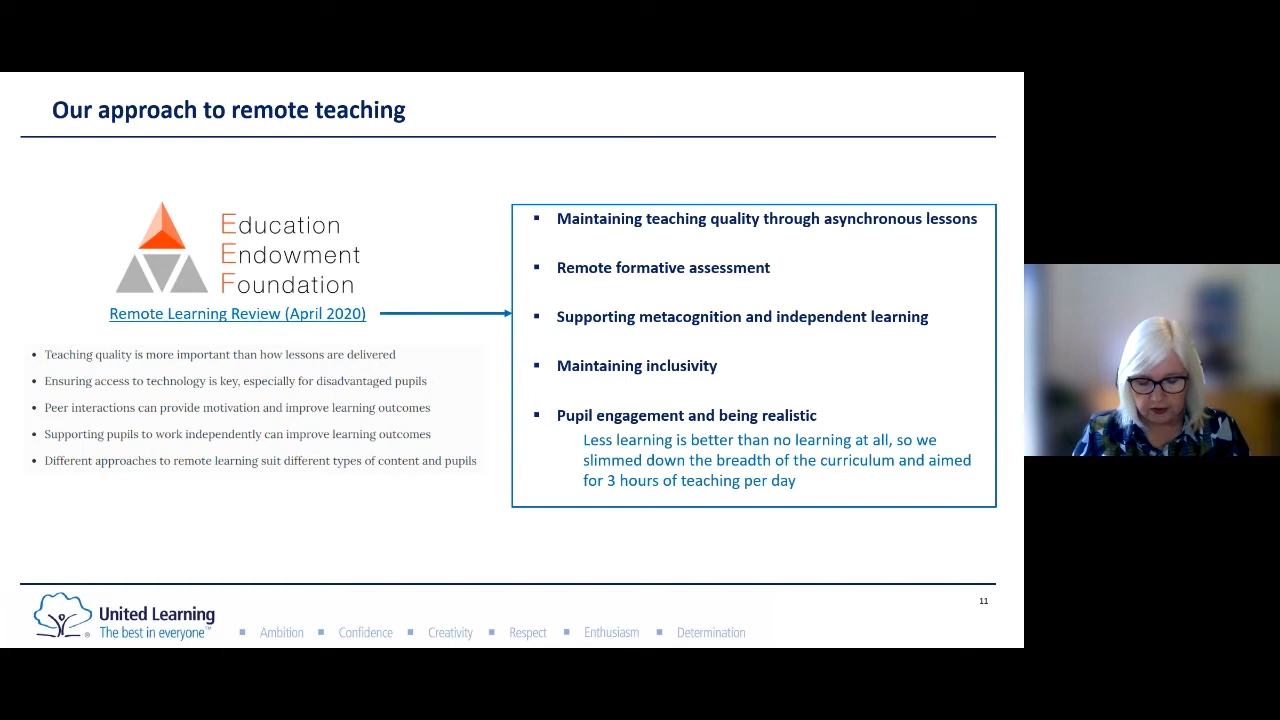 Our approach to remote teaching
Education
Endowment
Foundation
Remote Learning Review (April 2020)
• Teaching quality is more important than how lessons are delivered
• Ensuring access to technology is key, especially for disadvantaged pupils
• Peer interactions can provide motivation and improve learning outcomes
• Supporting pupils to work independently can improve learning outcomes
• Different approaches to remote learning suit different types of content and pupils
▪ Maintaining teaching quality through asynchronous lessons
▪ Remote formative assessment
▪ Supporting metacognition and independent learning
▪ Maintaining inclusivity
▪ Pupil engagement and being realistic
Less learning is better than no learning at all, so we
slimmed down the breadth of the curriculum and aimed
for 3 hours of teaching per day
11
United Learning
® The best in everyone™
▪ Ambition ▪ Confidence ▪ Creativity ▪ Respect ▪ Enthusiasm ▪ Determination